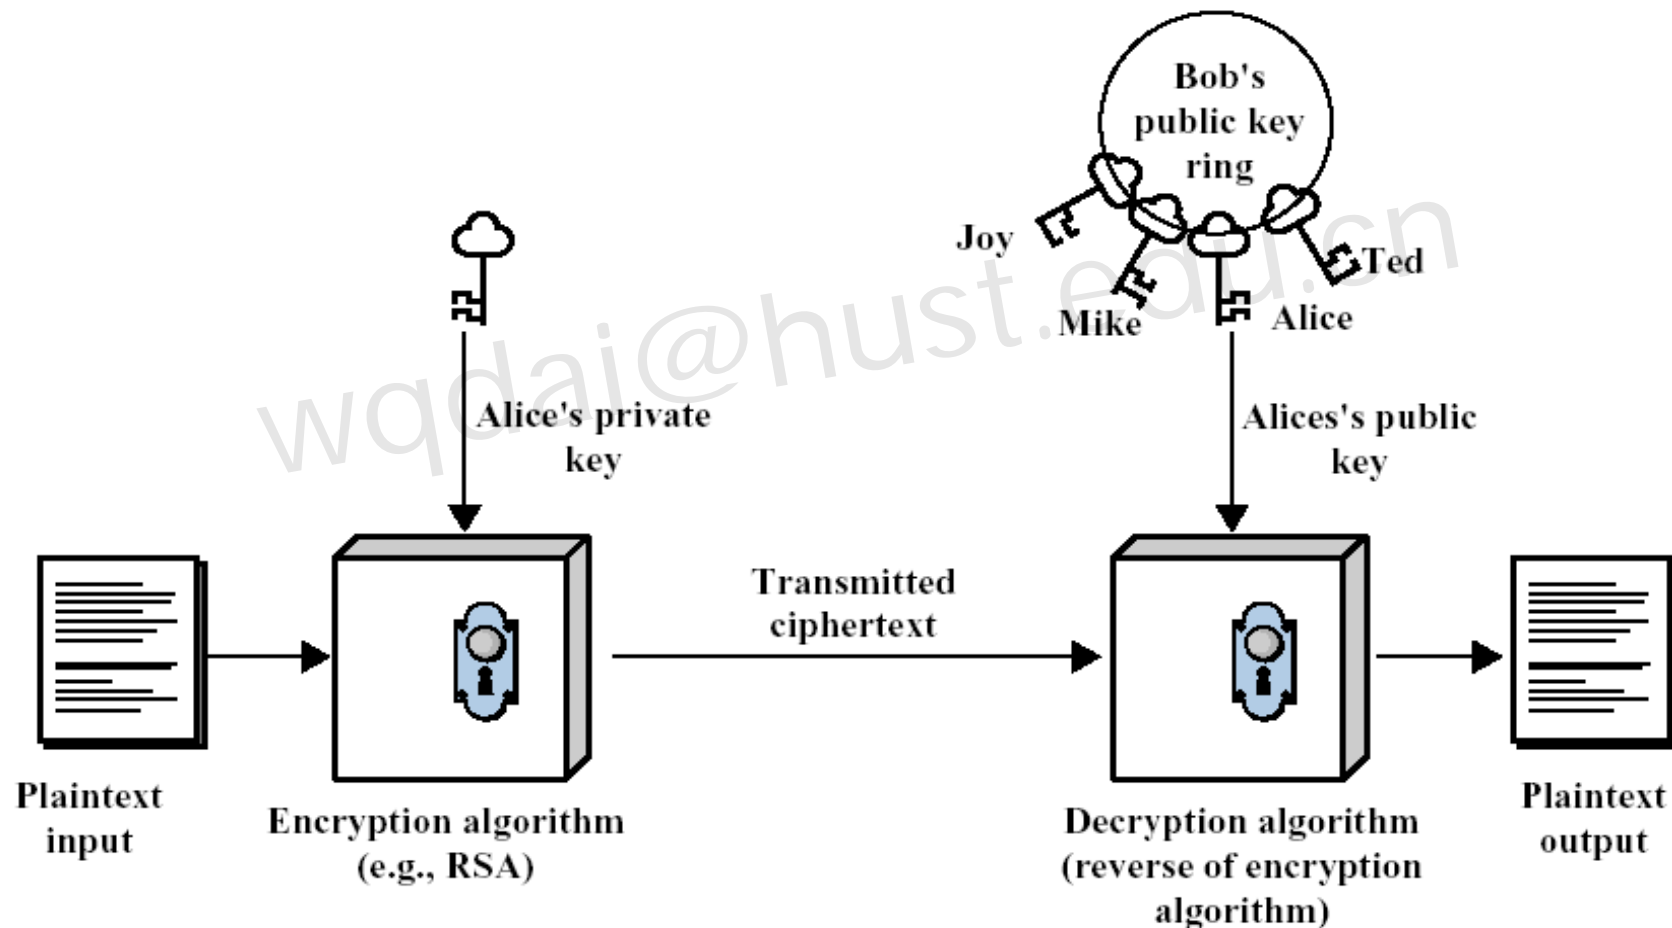 Bob's
public key
ring
Joy
Mike
Alice
Ted
wqdai@hust.edu.cn
Alice's private
key
Alices's public
key
Transmitted
ciphertext
Plaintext
input
Encryption algorithm
(e.g., RSA)
Decryption algorithm
(reverse of encryption
algorithm)
Plaintext
output